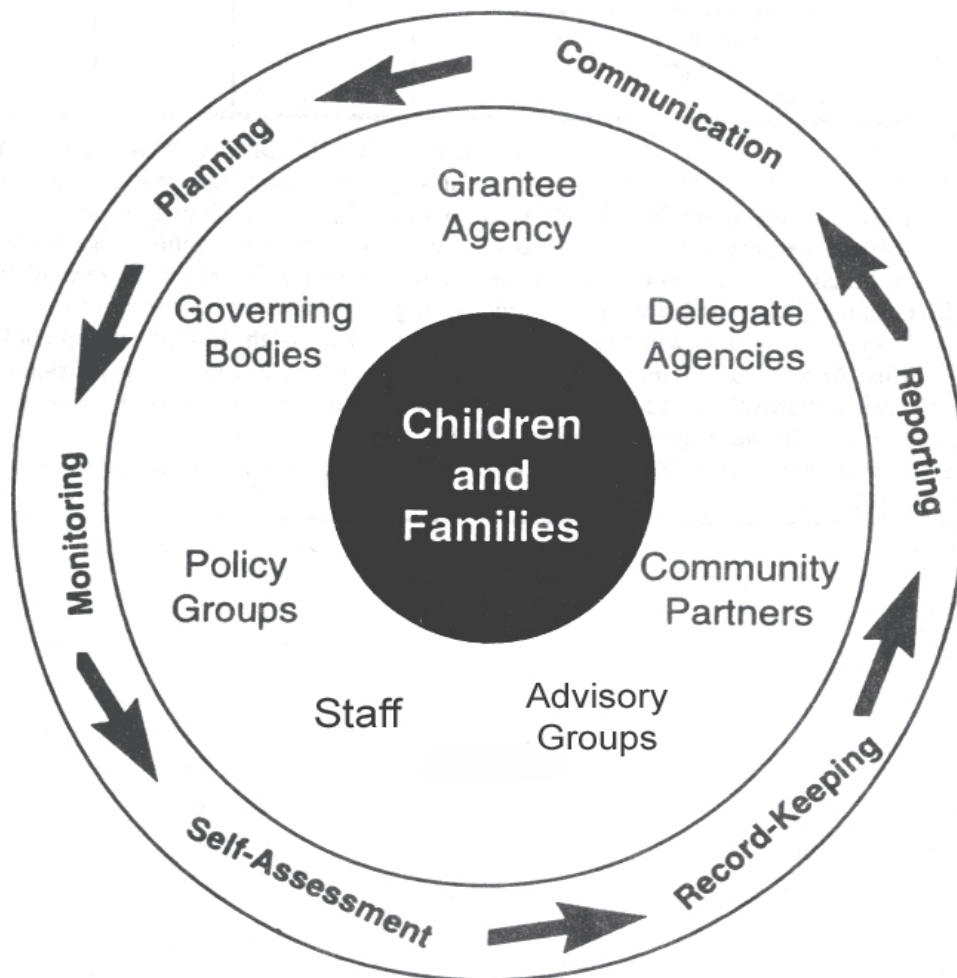 Communication
Planning
Grantee
Agency
Governing
Bodies
Delegate
Agencies
Children
and
Families
Reporting
Monitoring
Policy
Groups
Community
Partners
Staff
Advisory
Groups
Self-Assessment
Record-Keeping